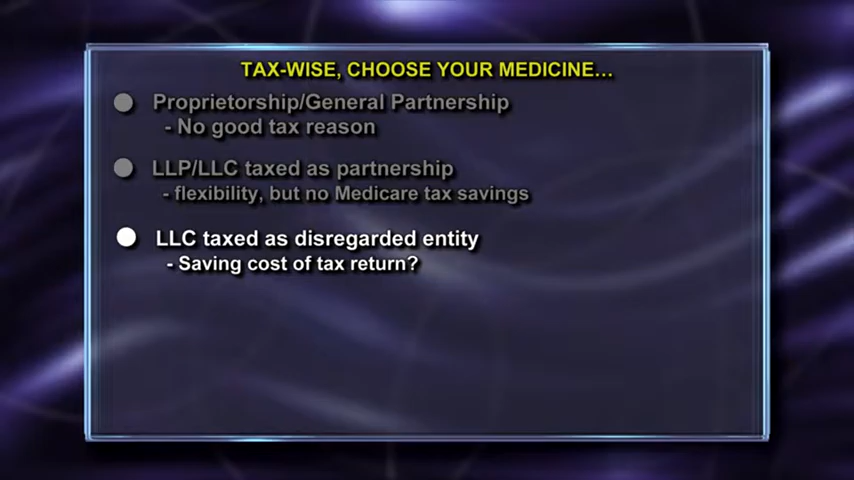 TAX-WISE, CHOOSE YOUR MEDICINE...
Proprietorship/General Partnership
- No good tax reason
LLP/LLC taxed as partnership
- flexibility, but no Medicare tax savings
LLC taxed as disregarded entity
- Saving cost of tax return?